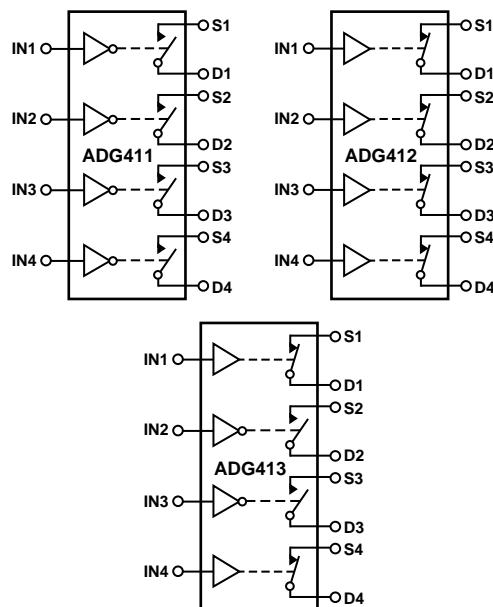 S1
IN1
D1
S2
IN2
D2
ADG411
S3
IN3
D3
S4
IN4
D4
S1
IN1
D1
S2
IN2
D2
ADG412
S3
IN3
D3
S4
IN4
D4
S1
IN1
D1
S2
IN2
D2
ADG413
S3
IN3
D3
S4
IN4
D4